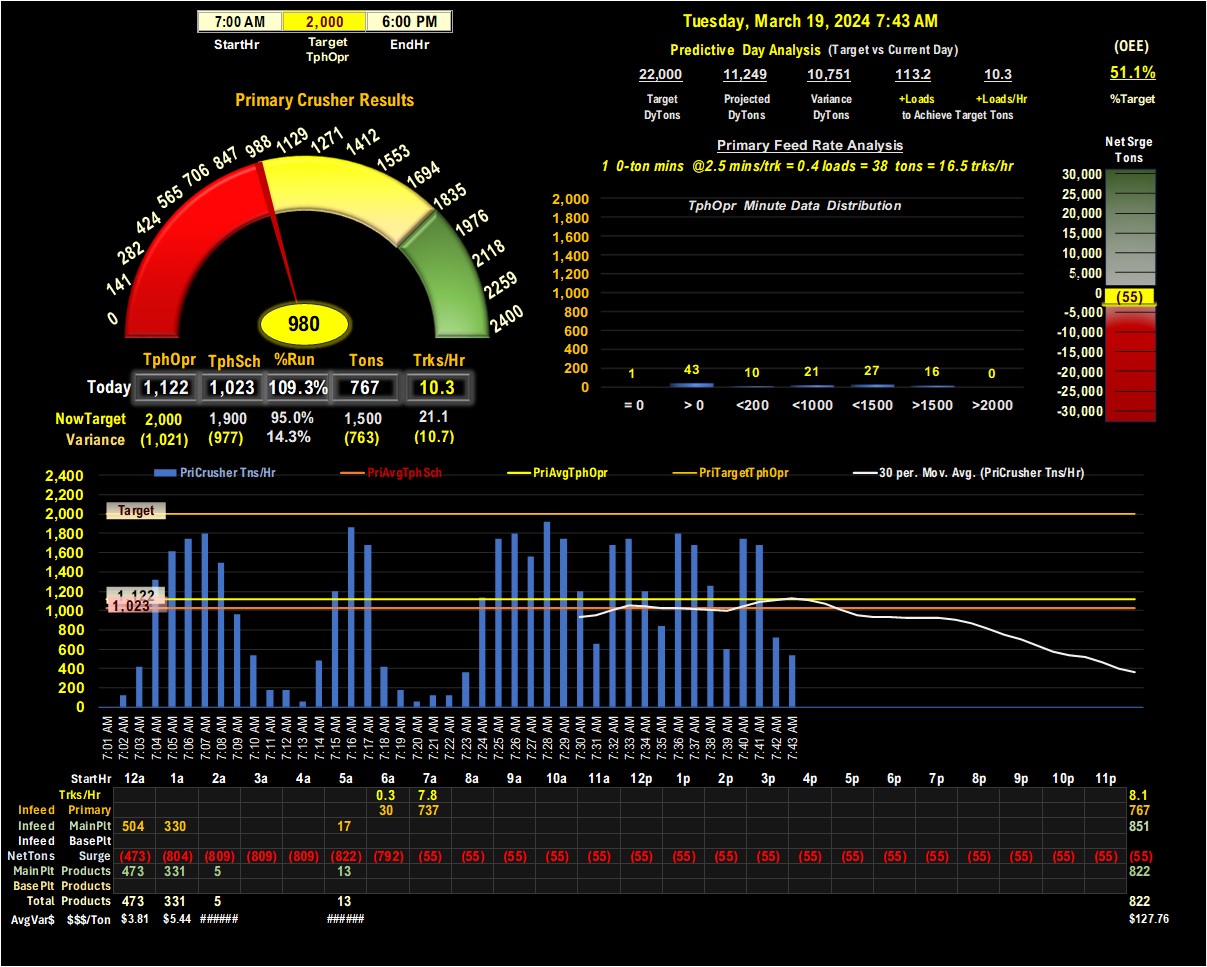 7:00 AM 2,000 6:00 PM
StartHr Target TphOpr EndHr
Tuesday, March 19, 2024 7:43 AM
Predictive Day Analysis (Target vs Current Day)
(OEE)
22,000 11,249 10,751 113.2 10.3
51.1%
Target DyTons Projected DyTons Variance DyTons +Loads +Loads/Hr
to Achieve Target Tons
%Target
Primary Crusher Results
0 141 282 424 565 706 847 988 1129 1271 1412 1553 1694 1835 1976 2118 2259 2400
980
TphOpr TphSch %Run Tons Trks/Hr
Today 1,122 1,023 109.3% 767 10.3
NowTarget 2,000 1,900 95.0% 1,500 21.1
Variance (1,021) (977) 14.3% (763) (10.7)
Primary Feed Rate Analysis
1 0-ton mins @2.5 mins/trk = 0.4 loads = 38 tons = 16.5 trks/hr
TphOpr Minute Data Distribution
2,000
1,800
1,600
1,400
1,200
1,000
800
600
400
200
0
1 43 10 21 27 16 0
= 0 > 0 <200 <1000 <1500 >1500 >2000
Net Srge
Tons
30,000
25,000
20,000
15,000
10,000
5,000
0
(55)
-5,000
-10,000
-15,000
-20,000
-25,000
-30,000
PriCrusher Tns/Hr PriAvgTphSch PriAvgTphOpr PriTargetTphOpr 30 per. Mov. Avg. (PriCrusher Tns/Hr)
2,400
2,200
2,000
1,800
1,600
1,400
1,200
1,000
800
600
400
200
0
Target
1,122
1,023
7:01 AM 7:02 AM 7:03 AM 7:04 AM 7:05 AM 7:06 AM 7:07 AM 7:08 AM 7:09 AM 7:10 AM 7:11 AM 7:12 AM 7:13 AM 7:14 AM 7:15 AM 7:16 AM 7:17 AM 7:18 AM 7:19 AM 7:20 AM 7:21 AM 7:22 AM 7:23 AM 7:24 AM 7:25 AM 7:26 AM 7:27 AM 7:28 AM 7:29 AM 7:30 AM 7:31 AM 7:32 AM 7:33 AM 7:34 AM 7:35 AM 7:36 AM 7:37 AM 7:38 AM 7:39 AM 7:40 AM 7:41 AM 7:42 AM 7:43 AM
StartHr 12a 1a 2a 3a 4a 5a 6a 7a 8a 9a 10a 11a 12p 1p 2p 3p 4p 5p 6p 7p 8p 9p 10p 11p
Trks/Hr 0.3 7.8 8.1
Infeed Primary 30 737 767
Infeed MainPlt 504 330 17 851
Infeed BasePlt
NetTons Surge (473) (804) (809) (809) (809) (822) (792) (55) (55) (55) (55) (55) (55) (55) (55) (55) (55) (55) (55) (55) (55) (55) (55) (55) (55)
MainPlt Products 473 331 5 13 822
BasePlt Products
Total Products 473 331 5 13 822
AvgVar$ $$$/Ton $3.81 $5.44 ###### ###### $127.76